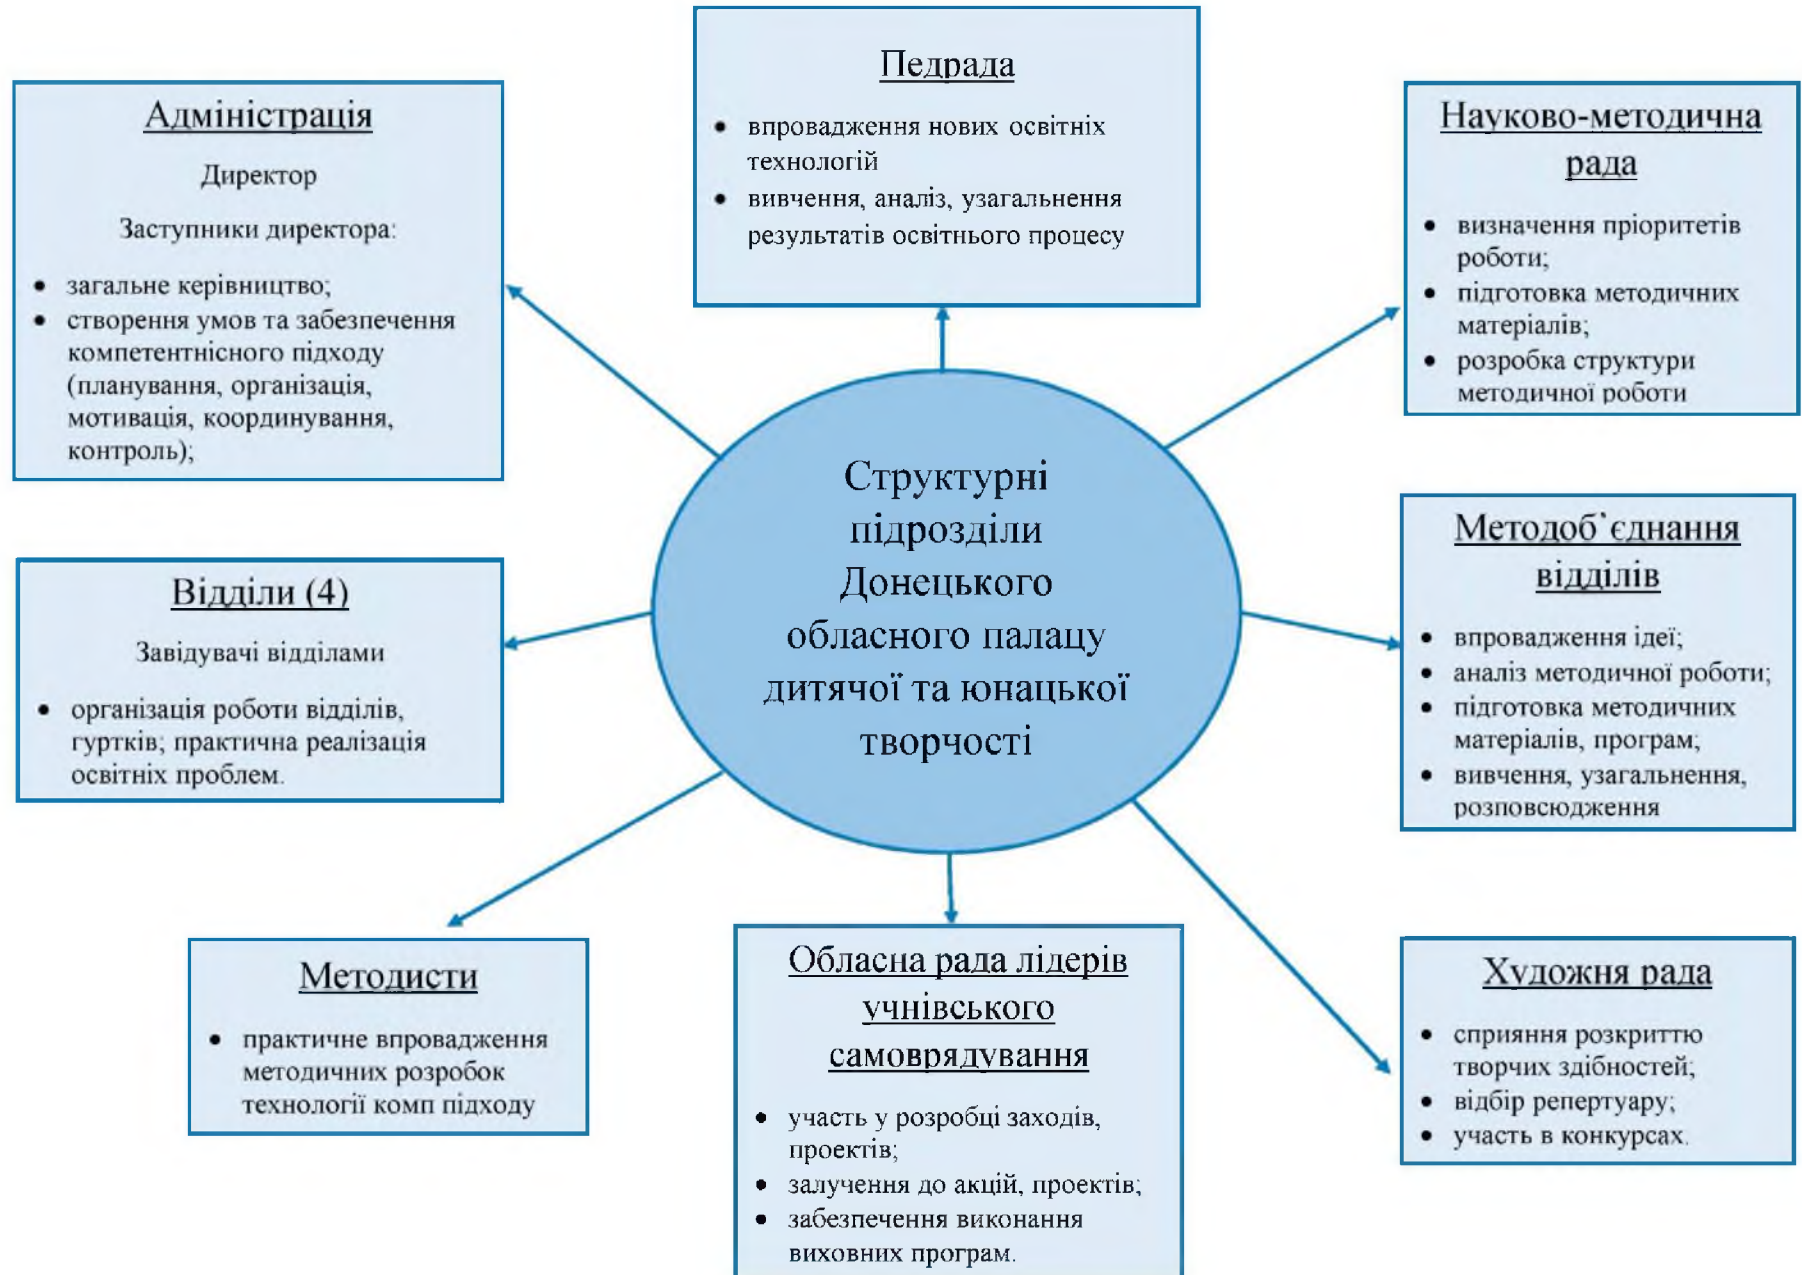 Педрада
• впровадження нових освітніх
технологій
• вивчення, аналіз, узагальнення
результатів освітнього процесу
Адміністрація
Директор
Заступники директора:
• загальне керівництво;
• створення умов та забезпечення
компетентнісного підходу
(планування, організація,
мотивація, координування,
контроль);
Науково-методична
рада
• визначення пріоритетів
роботи;
• підготовка методичних
матеріалів;
• розробка структури
методичної роботи
Структурні
підрозділи
Донецького
обласного палацу
дитячої та юнацької
творчості
Відділи (4)
Завідувачі відділами
• організація роботи відділів,
гуртків; практична реалізація
освітніх проблем.
Методоб`єднання
відділів
• впровадження ідеї;
• аналіз методичної роботи;
• підготовка методичних
матеріалів, програм;
• вивчення, узагальнення,
розповсюдження
Методисти
• практичне впровадження
методичних розробок
технології комп підходу
Обласна рада лідерів
учнівського
самоврядування
• участь у розробці заходів,
проектів;
• залучення до акцій, проектів;
• забезпечення виконання
виховних програм.
Художня рада
• сприяння розкриттю
творчих здібностей;
• відбір репертуару;
• участь в конкурсах.